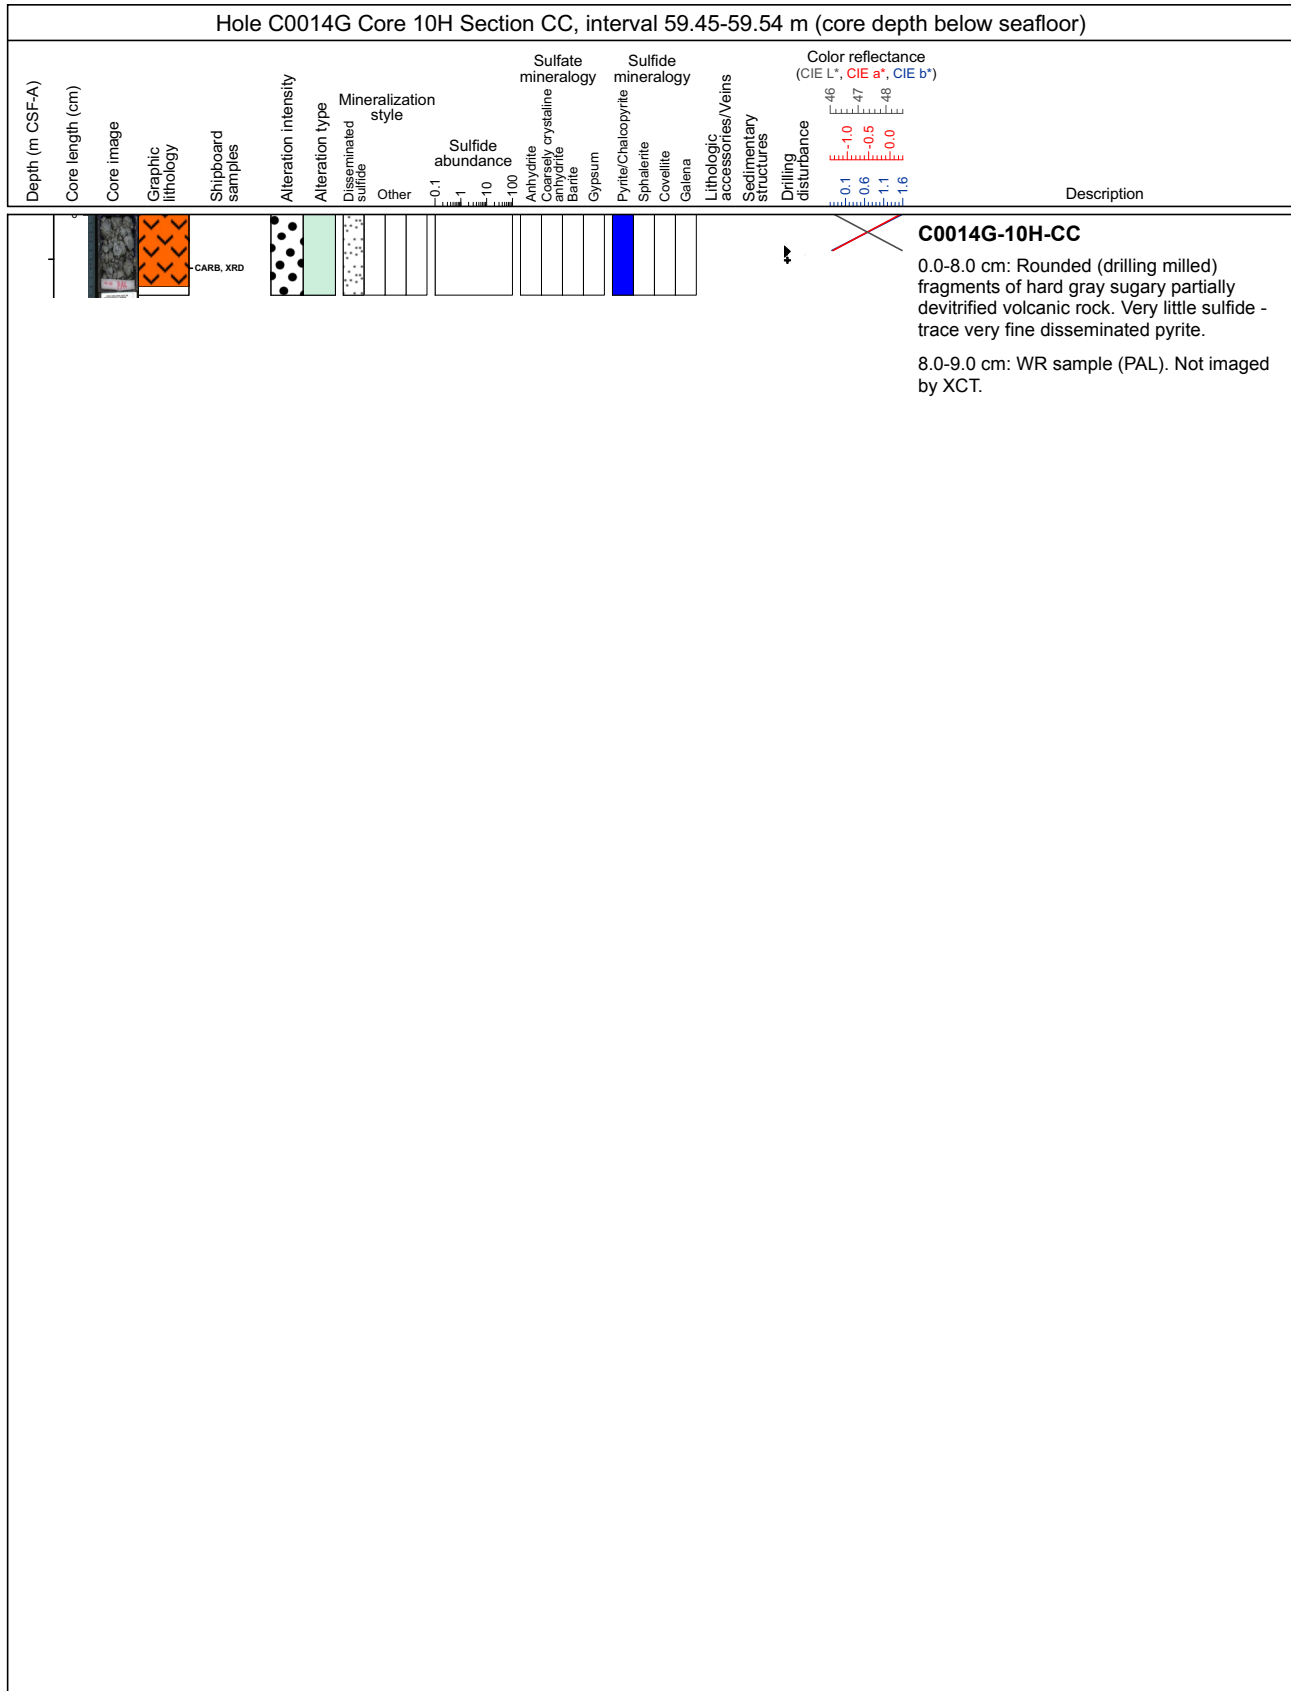 Hole C0014G Core 10H Section CC, interval 59.45-59.54 m (core depth below seafloor)
Depth (m CSF-A)
Core length (cm)
Core image
Graphic
lithology
Shipboard
samples
Alteration intensity
Alteration type
Mineralization
style
Disseminated
sulfide
Other
Sulfide
abundance
0.1
1
10
100
Sulfate
mineralogy
Anhydrite
Coarsely crystaline
anhydrite
Barite
Gypsum
Sulfide
mineralogy
Pyrite/Chalcopyrite
Sphalerite
Covellite
Galena
Lithologic
accessories/Veins
Sedimentary
structures
Drilling
disturbance
Color reflectance
(CIE L*, CIE a*, CIE b*)
46
47
48
-1.0
-0.5
-0.0
0.1
0.6
1.1
1.6
Description
0
CARB, XRD
C0014G-10H-CC
0.0-8.0 cm: Rounded (drilling milled)
fragments of hard gray sugary partially
devitrified volcanic rock. Very little sulfide -
trace very fine disseminated pyrite.
8.0-9.0 cm: WR sample (PAL). Not imaged
by XCT.